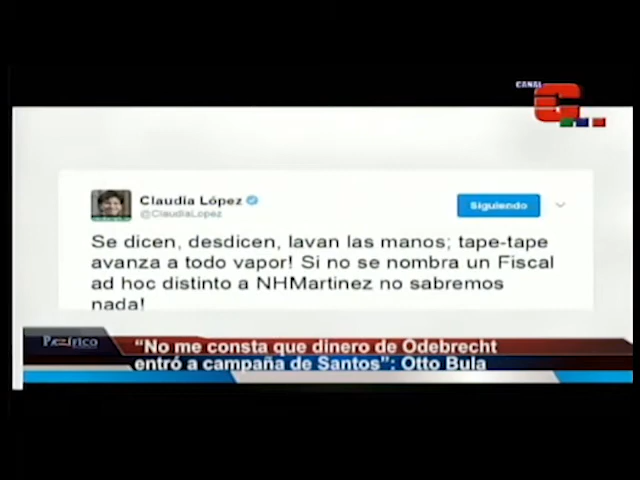 CANAL
C
Claudia López
@ClaudiaLopez
Siguiendo
Se dicen, desdicen, lavan las manos; tape-tape
avanza a todo vapor! Si no se nombra un Fiscal
ad hoc distinto a NHMartinez no sabremos
nada!
"No me consta que dinero de Odebrecht
entró a campaña de Santos": Otto Bula